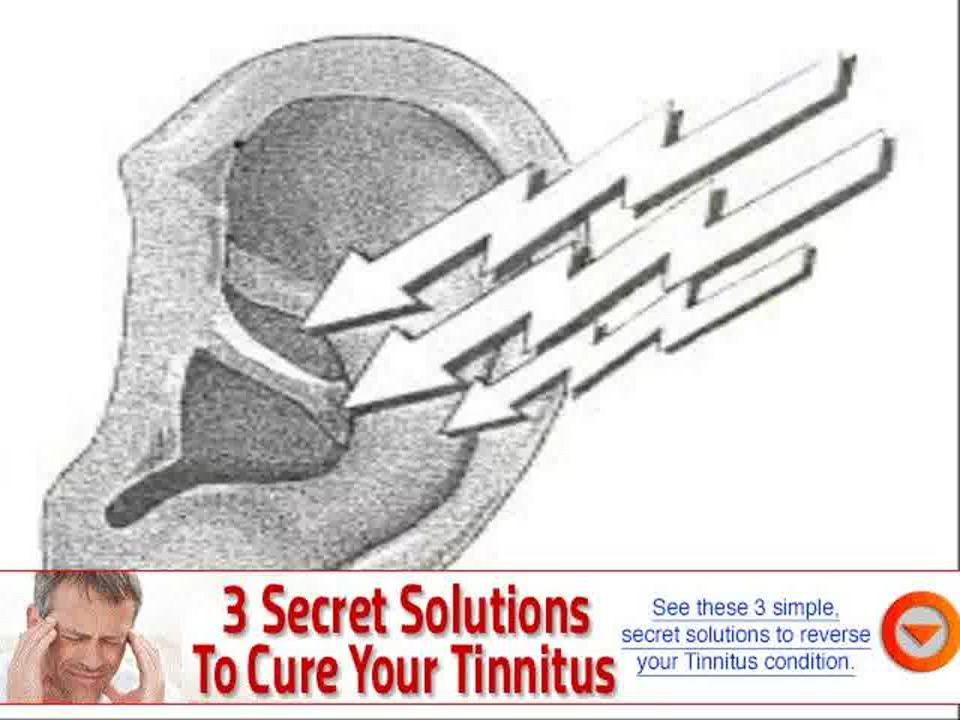 3 Secret Solutions
To Cure Your Tinnitus
See these 3 simple,
secret solutions to reverse
your Tinnitus condition.